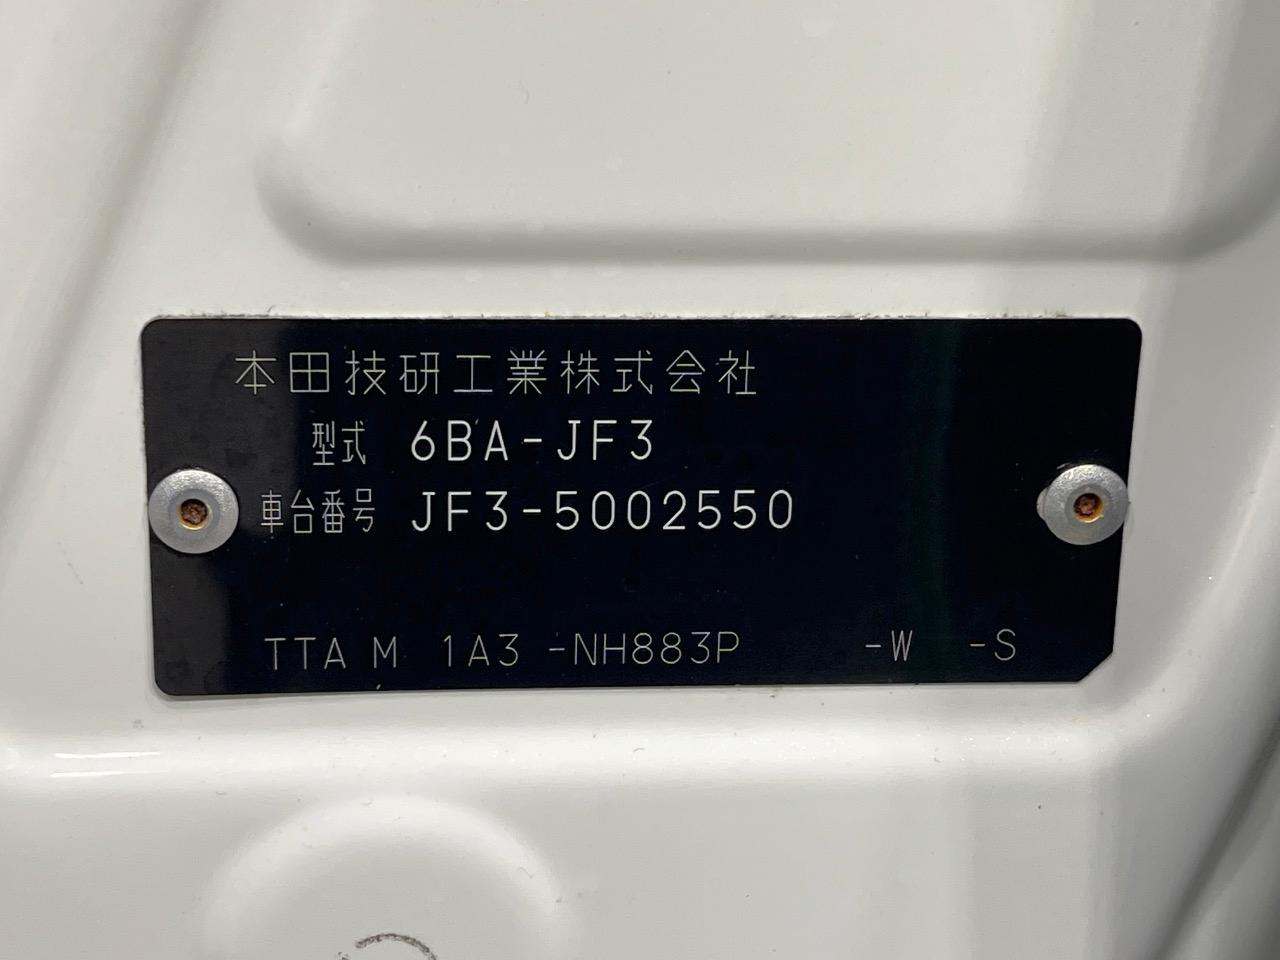 本田技研工業株式会社
型式 6BA-JF3
車台番号 JF3-5002550
TTA M 1A3 -NH883P -W -S